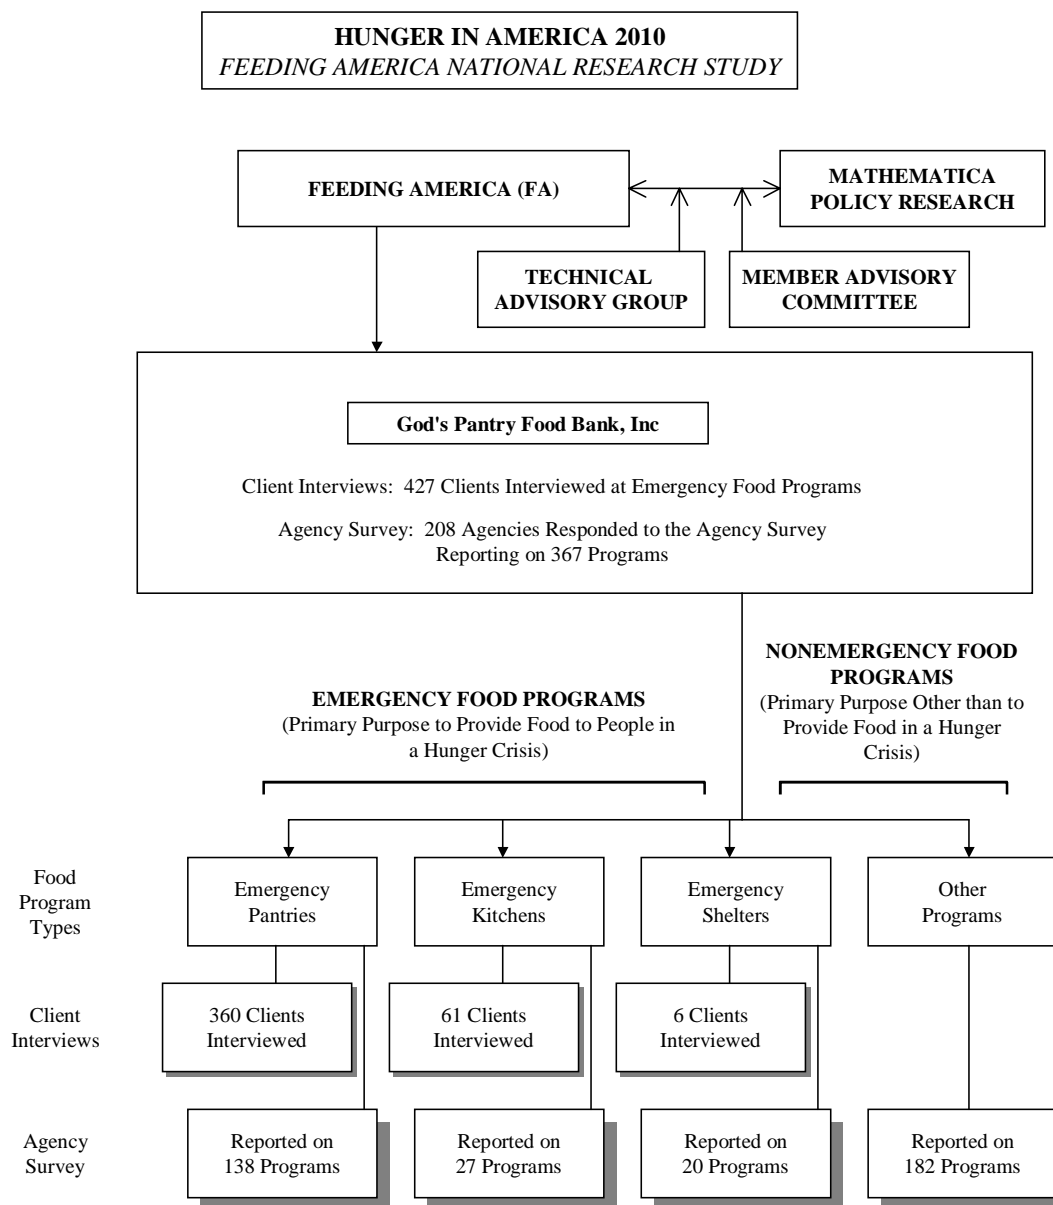 HUNGER IN AMERICA 2010
FEEDING AMERICA NATIONAL RESEARCH STUDY
FEEDING AMERICA (FA)
MATHEMATICA
POLICY RESEARCH
TECHNICAL
ADVISORY GROUP
MEMBER ADVISORY
COMMITTEE
God's Pantry Food Bank, Inc
Client Interviews:  427 Clients Interviewed at Emergency Food Programs
Agency Survey:  208 Agencies Responded to the Agency Survey
Reporting on 367 Programs
EMERGENCY FOOD PROGRAMS
(Primary Purpose to Provide Food to People in
a Hunger Crisis)
NONEMERGENCY FOOD
PROGRAMS
(Primary Purpose Other than to
Provide Food in a Hunger
Crisis)
Food
Program
Types
Emergency
Pantries
Emergency
Kitchens
Emergency
Shelters
Other
Programs
Client
Interviews
360 Clients
Interviewed
61 Clients
Interviewed
6 Clients
Interviewed
Agency
Survey
Reported on
138 Programs
Reported on
27 Programs
Reported on
20 Programs
Reported on
182 Programs